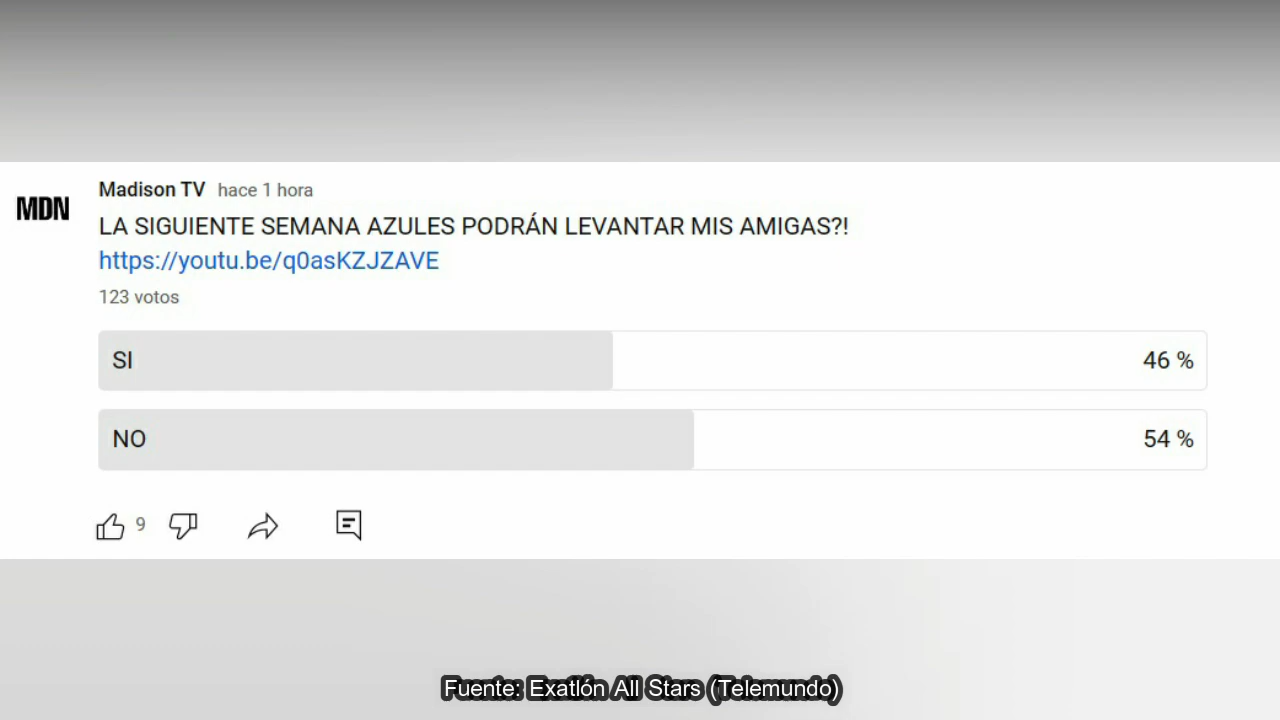 MDN
Madison TV hace 1 hora
LA SIGUIENTE SEMANA AZULES PODRÁN LEVANTAR MIS AMIGAS?!
https://youtu.be/q0asKZJZAVE
123 votos
SI 46 %
NO 54 %
9
Fuente: Exatlón All Stars (Telemundo)